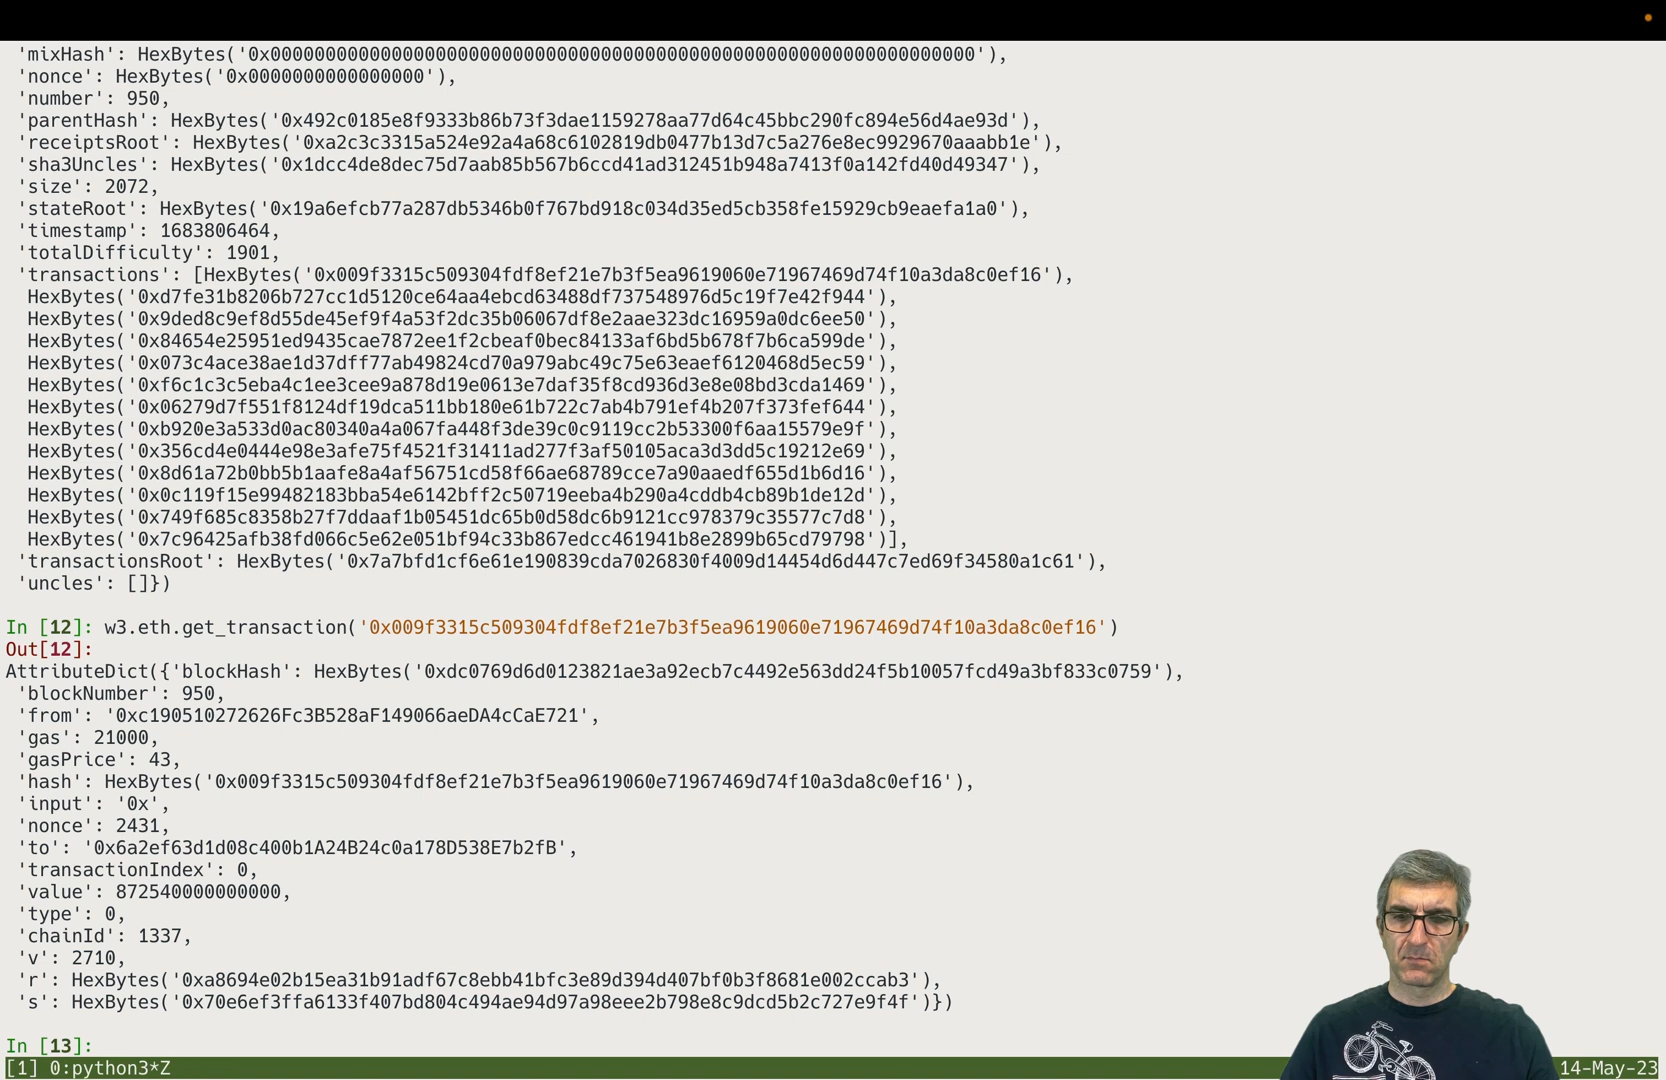 'mixHash': HexBytes('0x0000000000000000000000000000000000000000000000000000000000000000'),
'nonce': HexBytes('0x0000000000000000'),
'number': 950,
'parentHash': HexBytes('0x492c0185e8f9333b86b73f3dae1159278aa77d64c45bbc290fc894e56d4ae93d'),
'receiptsRoot': HexBytes('0xa2c3c3315a524e92a4a68c6102819db0477b13d7c5a276e8ec9929670aaabb1e'),
'sha3Uncles': HexBytes('0x1dcc4de8dec75d7aab85b567b6ccd41ad312451b948a7413f0a142fd40d49347'),
'size': 2072,
'stateRoot': HexBytes('0x19a6efcb77a287db5346b0f767bd918c034d35ed5cb358fe15929cb9eaefa1a0'),
'timestamp': 1683806464,
'totalDifficulty': 1901,
'transactions': [HexBytes('0x009f3315c509304fdf8ef21e7b3f5ea9619060e71967469d74f10a3da8c0ef16'),
HexBytes('0xd7fe31b8206b727cc1d5120ce64aa4ebcd63488df737548976d5c19f7e42f944'),
HexBytes('0x9ded8c9ef8d55de45ef9f4a53f2dc35b06067df8e2aae323dc16959a0dc6ee50'),
HexBytes('0x84654e25951ed9435cae7872ee1f2cbeaf0bec84133af6bd5b678f7b6ca599de'),
HexBytes('0x073c4ace38ae1d37dff77ab49824cd70a979abc49c75e63eaef6120468d5ec59'),
HexBytes('0xf6c1c3c5eba4c1ee3cee9a878d19e0613e7daf35f8cd936d3e8e08bd3cda1469'),
HexBytes('0x06279d7f551f8124df19dca511bb180e61b722c7ab4b791ef4b207f373fef644'),
HexBytes('0xb920e3a533d0ac80340a4a067fa448f3de39c0c9119cc2b53300f6aa15579e9f'),
HexBytes('0x356cd4e0444e98e3afe75f4521f31411ad277f3af50105aca3d3dd5c19212e69'),
HexBytes('0x8d61a72b0bb5b1aafe8a4af56751cd58f66ae68789cce7a90aaedf655d1b6d16'),
HexBytes('0x0c119f15e99482183bba54e6142bff2c50719eeba4b290a4cddb4cb89b1de12d'),
HexBytes('0x749f685c8358b27f7ddaaf1b05451dc65b0d58dc6b9121cc978379c35577c7d8'),
HexBytes('0x7c96425afb38fd066c5e62e051bf94c33b867edcc461941b8e2899b65cd79798')],
'transactionsRoot': HexBytes('0x7a7bfd1cf6e61e190839cda7026830f4009d14454d6d447c7ed69f34580a1c61'),
'uncles': []})
In [12]: w3.eth.get_transaction('0x009f3315c509304fdf8ef21e7b3f5ea9619060e71967469d74f10a3da8c0ef16')
Out[12]:
AttributeDict({'blockHash': HexBytes('0xdc0769d6d0123821ae3a92ecb7c4492e563dd24f5b10057fcd49a3bf833c0759'),
'blockNumber': 950,
'from': '0xc190510272626Fc3B528aF149066aeDA4cCaE721',
'gas': 21000,
'gasPrice': 43,
'hash': HexBytes('0x009f3315c509304fdf8ef21e7b3f5ea9619060e71967469d74f10a3da8c0ef16'),
'input': '0x',
'nonce': 2431,
'to': '0x6a2ef63d1d08c400b1A24B24c0a178D538E7b2fB',
'transactionIndex': 0,
'value': 872540000000000,
'type': 0,
'chainId': 1337,
'v': 2710,
'r': HexBytes('0xa8694e02b15ea31b91adf67c8ebb41bfc3e89d394d407bf0b3f8681e002ccab3'),
's': HexBytes('0x70e6ef3ffa6133f407bd804c494ae94d97a98eee2b798e8c9dcd5b2c727e9f4f')})
In [13]:
[1] 0:python3*Z 14-May-23